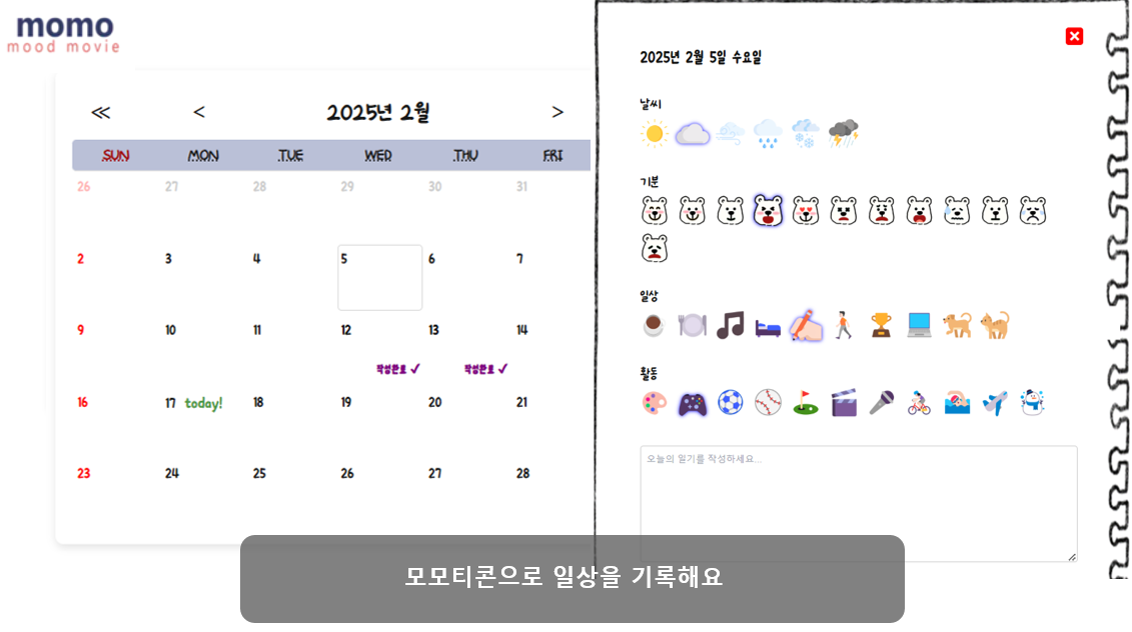 momo
mood movie
≪ < 2025년 2월 >
SUN MON TUE WED THU FRI
26 27 28 29 30 31
2 3 4 5 6 7
9 10 11 12 13 14
작성완료 ✓ 작성완료 ✓
16 17 today! 18 19 20 21
23 24 25 26 27 28
2025년 2월 5일 수요일
날씨
기분
일상
활동
오늘의 일기를 작성하세요...
모모티콘으로 일상을 기록해요